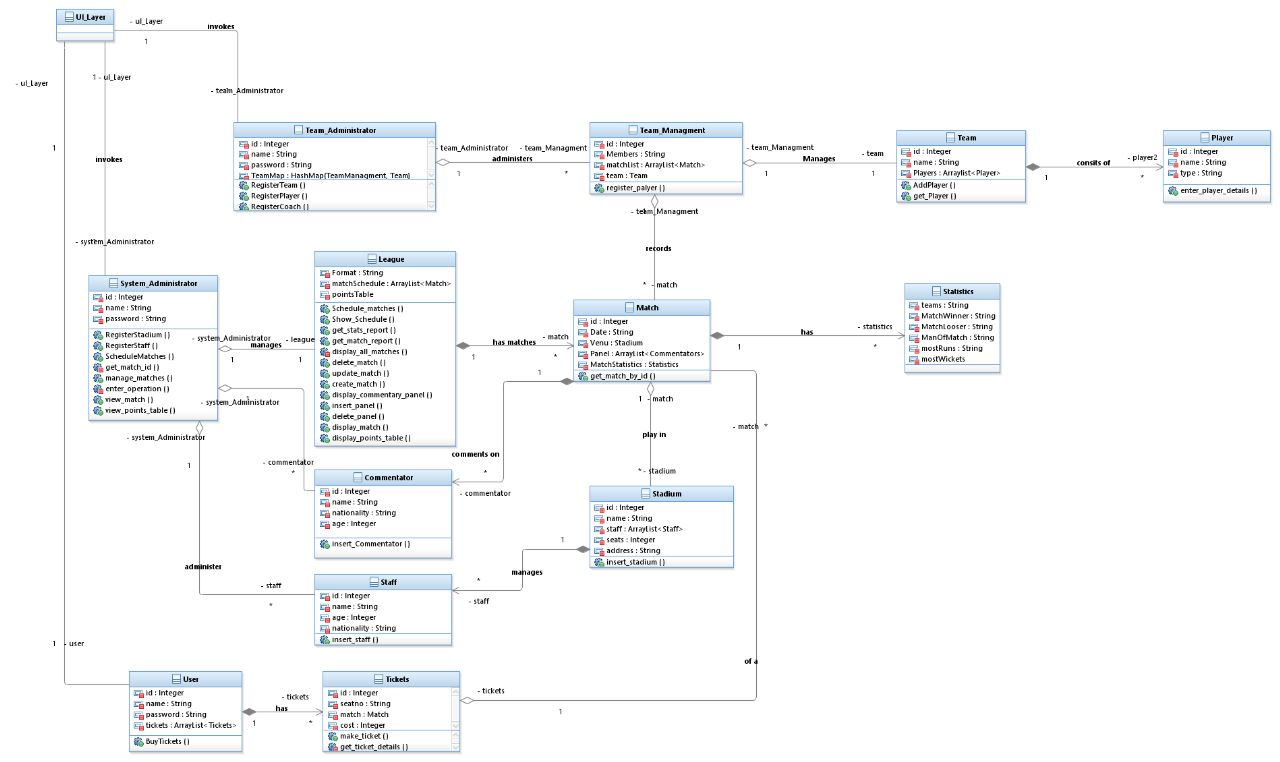 UI_Layer
- ui_Layer
invokes
1
- ui_Layer
1 - ui_Layer
- team_Administrator
1
invokes
- system_Administrator
Team_Administrator
id : Integer
name : String
password : String
TeamMap : HashMap(TeamManagment, Team)
RegisterTeam ()
RegisterPlayer ()
RegisterCoach ()
- team_Administrator
- team_Managment
administers
1
*
Team_Managment
id : Integer
Members : String
matchlist : ArrayList<Match>
team : Team
register_palyer ()
- team_Managment
- team
Manages
1
1
Team
id : Integer
name : String
Players : Arraylist<Player>
AddPlayer ()
get_Player ()
- player2
consits of
1
*
Player
id : Integer
name : String
type : String
enter_player_details ()
- team_Managment
records
* - match
System_Administrator
id : Integer
name : String
password : String
RegisterStadium ()
RegisterStaff ()
ScheduleMatches ()
get_match_id ()
manage_matches ()
enter_operation ()
view_match ()
view_points_table ()
- system_Administrator
- league
manages
1
1
- system_Administrator
1
- system_Administrator
1
- commentator
*
League
Format : String
matchSchedule : ArrayList<Match>
pointsTable
Schedule_matches ()
Show_Schedule ()
get_stats_report ()
get_match_report ()
display_all_matches ()
delete_match ()
update_match ()
create_match ()
display_commentary_panel ()
insert_panel ()
delete_panel ()
display_match ()
display_points_table ()
- match
has matches
1
*
Match
id : Integer
Date : String
Venu : Stadium
Panel : ArrayList<Commentators>
MatchStatistics : Statistics
get_match_by_id ()
- statistics
has
1
*
Statistics
teams : String
MatchWinner : String
MatchLooser : String
ManOfMatch : String
mostRuns : String
mostWickets
1
comments on
*
- commentator
1 - match
play in
* - stadium
- match *
Commentator
id : Integer
name : String
nationality : String
age : Integer
insert_Commentator ()
Stadium
id : Integer
name : String
staff : ArrayList<Staff>
seats : Integer
address : String
insert_stadium ()
1
manages
*
- staff
administer
- staff
*
Staff
id : Integer
name : String
age : Integer
nationality : String
insert_staff ()
1 - user
of a
User
id : Integer
name : String
password : String
tickets : ArrayList<Tickets>
BuyTickets ()
- tickets
has
1
*
Tickets
id : Integer
seatno : String
match : Match
cost : Integer
make_ticket ()
get_ticket_details ()
- tickets
1